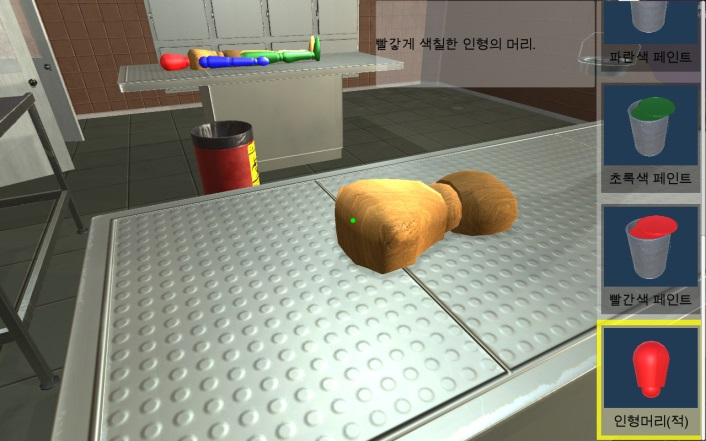 빨갛게 색칠한 인형의 머리.
파란색 페인트
초록색 페인트
빨간색 페인트
인형머리(적)